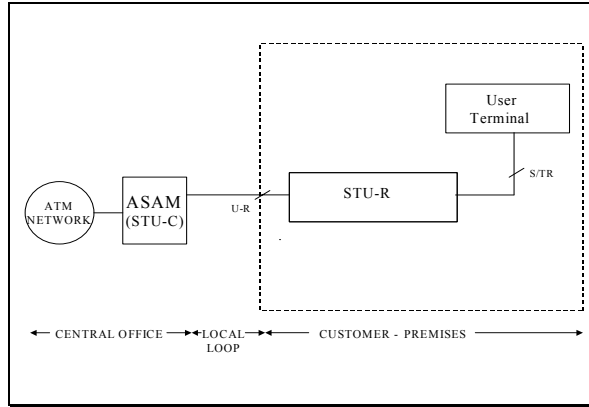 User
Terminal
S/TR
ATM
NETWORK
ASAM
(STU-C)
U-R
STU-R
CENTRAL OFFICE
LOCAL
LOOP
CUSTOMER - PREMISES